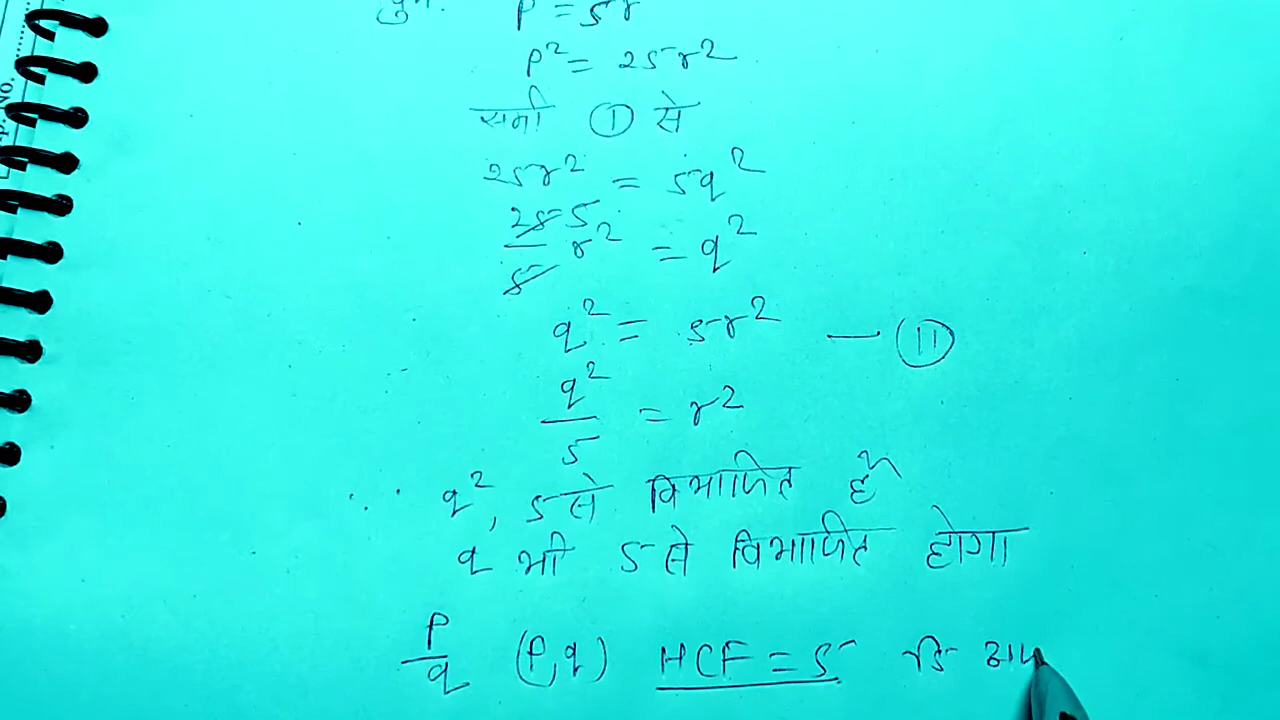 पुनः P = 5r
p² = 25r²
समी ① से
25r² = 5q²
25 5
/5 r² = q²
q² = 5r² — ⑪
q²/5 = r²
∴ q², 5 से विभाजित है
q भी 5 से विभाजित होगा
P/q (P,q) HCF = 5